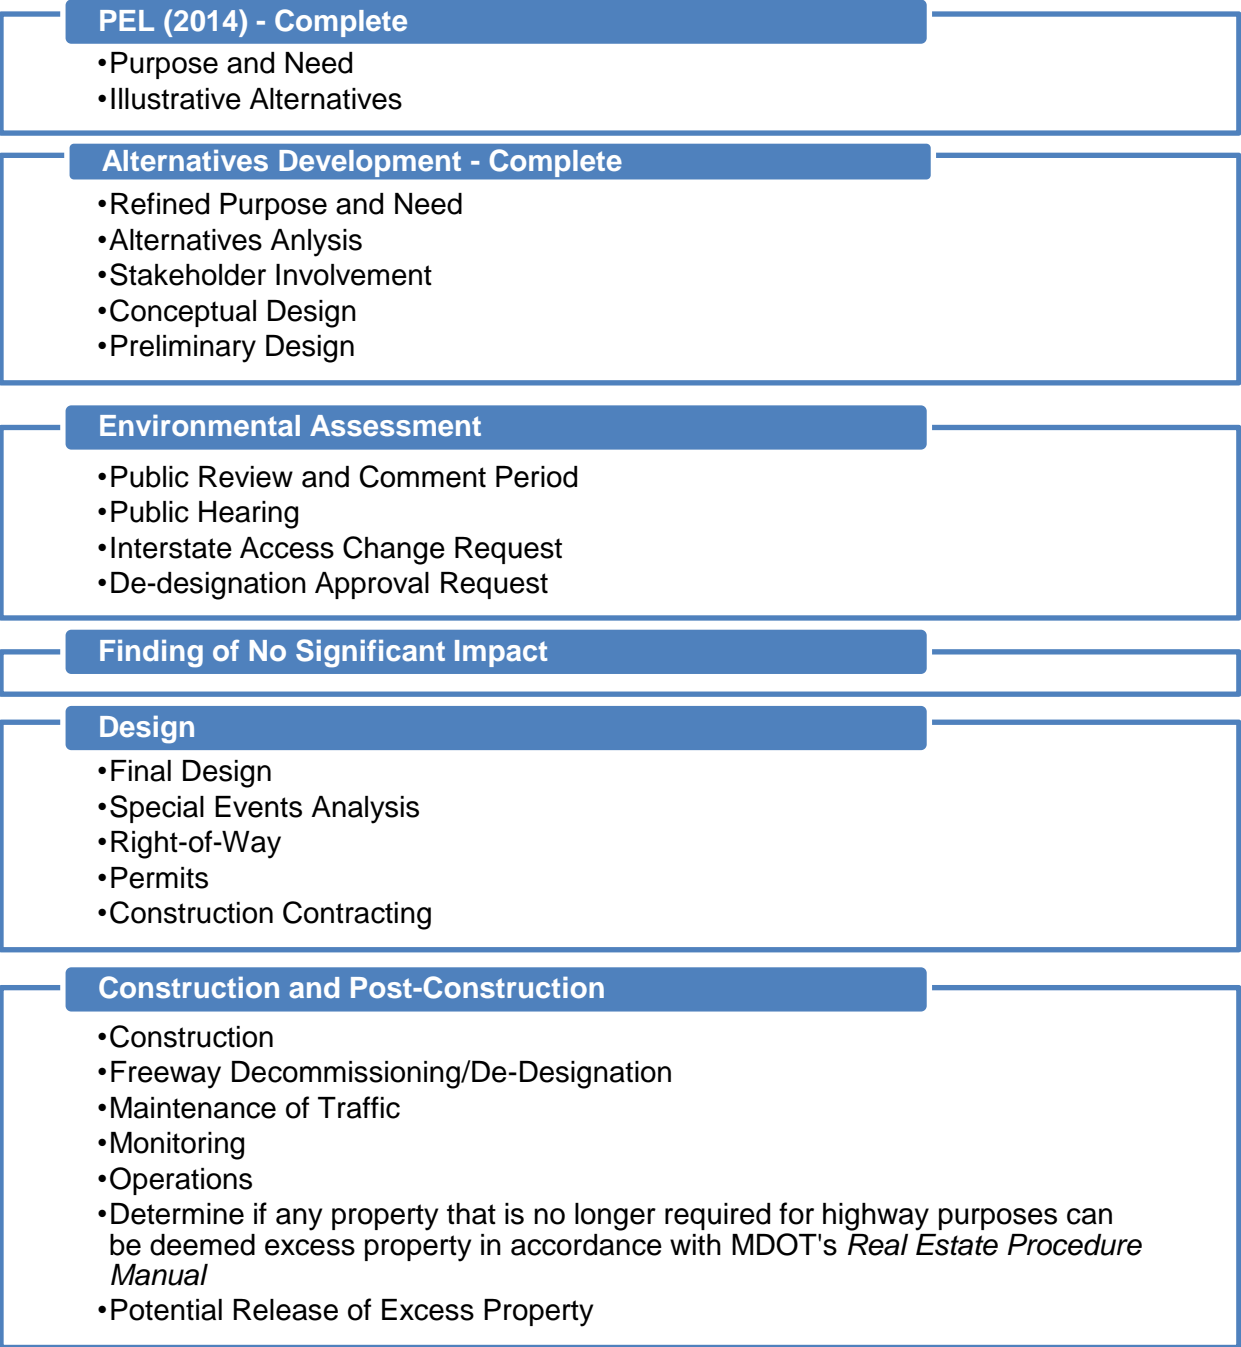 PEL (2014) - Complete
•Purpose and Need
•Illustrative Alternatives
Alternatives Development - Complete
•Refined Purpose and Need
•Alternatives Anlysis
•Stakeholder Involvement
•Conceptual Design
•Preliminary Design
Environmental Assessment
•Public Review and Comment Period
•Public Hearing
•Interstate Access Change Request
•De-designation Approval Request
Finding of No Significant Impact
Design
•Final Design
•Special Events Analysis
•Right-of-Way
•Permits
•Construction Contracting
Construction and Post-Construction
•Construction
•Freeway Decommissioning/De-Designation
•Maintenance of Traffic
•Monitoring
•Operations
•Determine if any property that is no longer required for highway purposes can
be deemed excess property in accordance with MDOT's Real Estate Procedure
Manual
•Potential Release of Excess Property